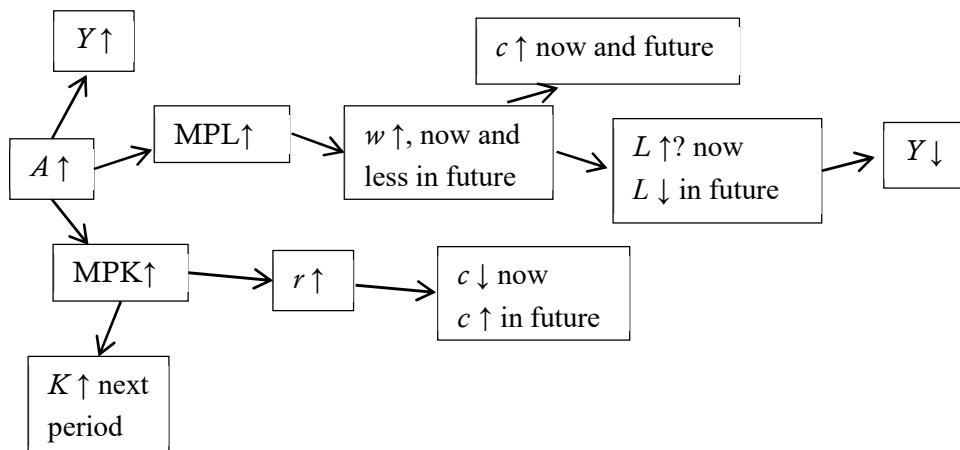 Y ↑
c ↑ now and future
MPL↑
w ↑, now and
less in future
A ↑
L ↑? now
L ↓ in future
Y ↓
MPK↑
r ↑
c ↓ now
c ↑ in future
K ↑ next
period